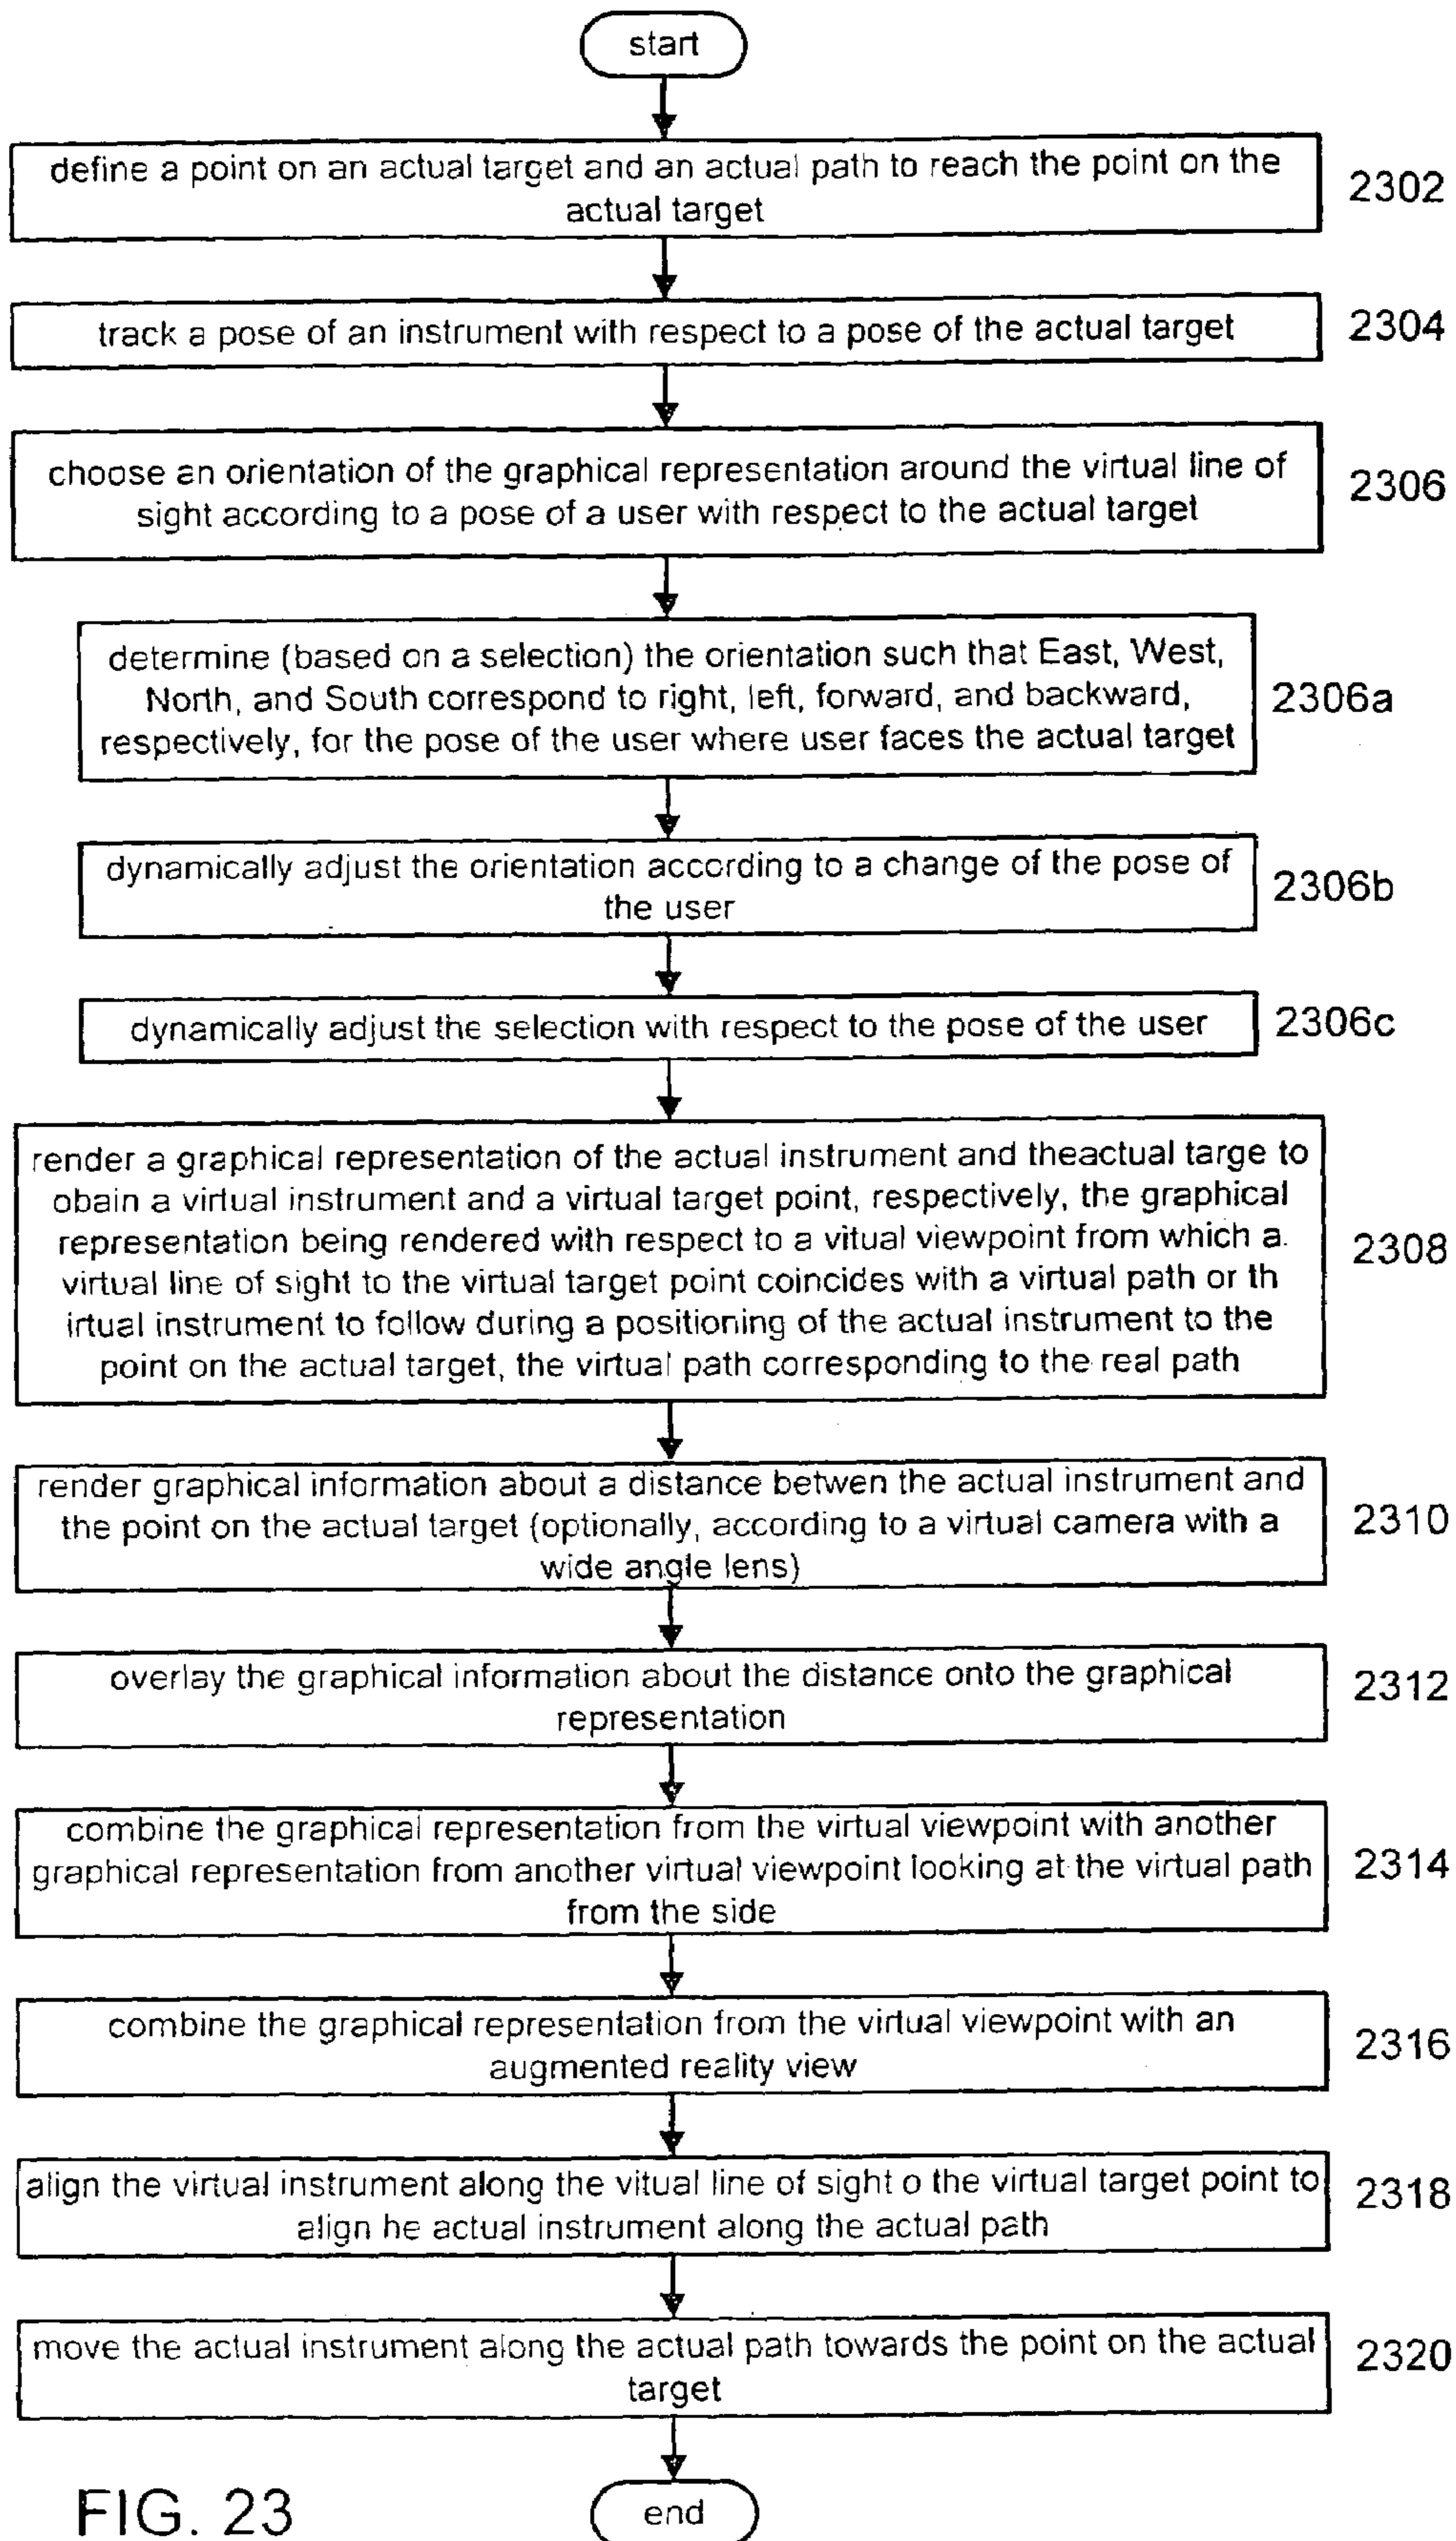 start
define a point on an actual target and an actual path to reach the point on the
actual target
2302
track a pose of an instrument with respect to a pose of the actual target
2304
choose an orientation of the graphical representation around the virtual line of
sight according to a pose of a user with respect to the actual target
2306
determine (based on a selection) the orientation such that East, West,
North, and South correspond to right, left, forward, and backward,
respectively, for the pose of the user where user faces the actual target
2306a
dynamically adjust the orientation according to a change of the pose of
the user
2306b
dynamically adjust the selection with respect to the pose of the user
2306c
render a graphical representation of the actual instrument and theactual targe to
obain a virtual instrument and a virtual target point, respectively, the graphical
representation being rendered with respect to a vitual viewpoint from which a
virtual line of sight to the virtual target point coincides with a virtual path or th
irtual instrument to follow during a positioning of the actual instrument to the
point on the actual target, the virtual path corresponding to the real path
2308
render graphical information about a distance betwen the actual instrument and
the point on the actual target (optionally, according to a virtual camera with a
wide angle lens)
2310
overlay the graphical information about the distance onto the graphical
representation
2312
combine the graphical representation from the virtual viewpoint with another
graphical representation from another virtual viewpoint looking at the virtual path
from the side
2314
combine the graphical representation from the virtual viewpoint with an
augmented reality view
2316
align the virtual instrument along the vitual line of sight o the virtual target point to
align he actual instrument along the actual path
2318
move the actual instrument along the actual path towards the point on the actual
target
2320
end
FIG. 23